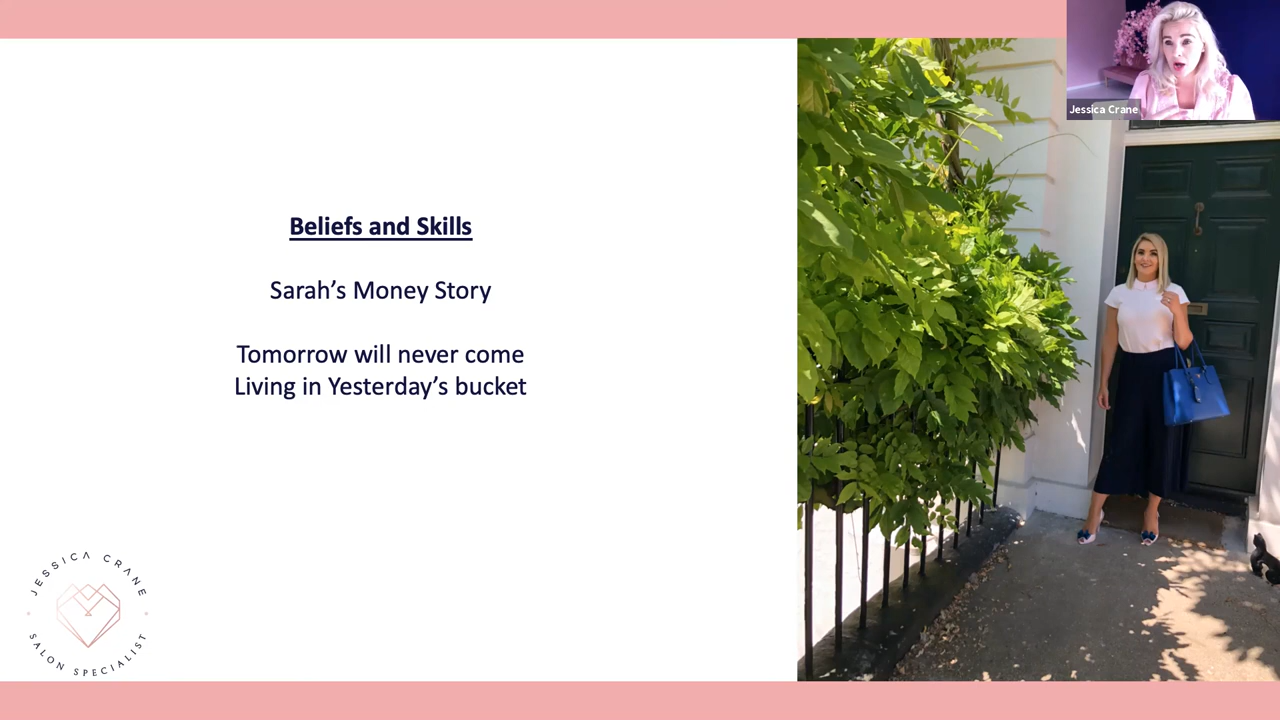 Jessica Crane
Beliefs and Skills
Sarah’s Money Story
Tomorrow will never come
Living in Yesterday’s bucket
JESSICA CRANE
SALON SPECIALIST